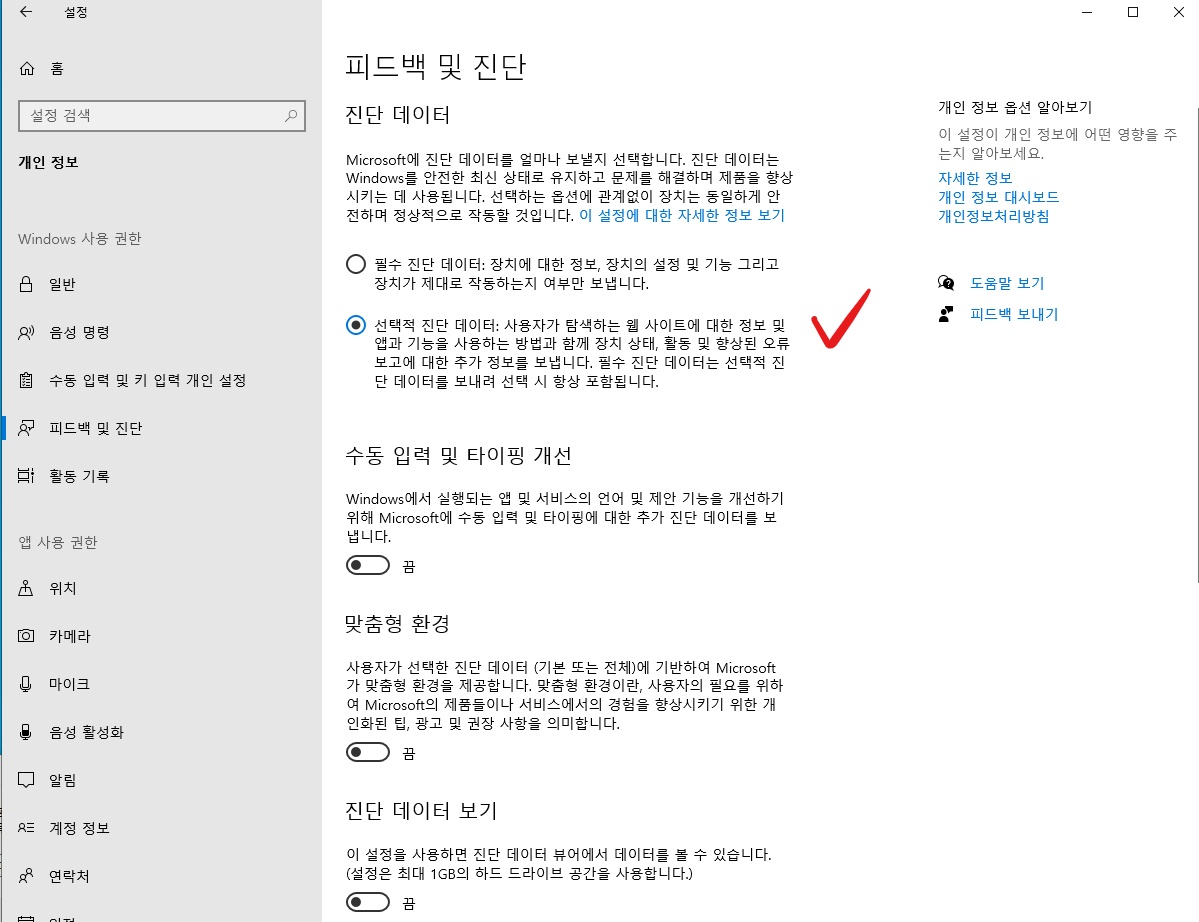 설정
홈
설정 검색
개인 정보
Windows 사용 권한
일반
음성 명령
수동 입력 및 키 입력 개인 설정
피드백 및 진단
활동 기록
앱 사용 권한
위치
카메라
마이크
음성 활성화
알림
계정 정보
연락처
피드백 및 진단
진단 데이터
Microsoft에 진단 데이터를 얼마나 보낼지 선택합니다. 진단 데이터는
Windows를 안전한 최신 상태로 유지하고 문제를 해결하며 제품을 향상
시키는 데 사용됩니다. 선택하는 옵션에 관계없이 장치는 동일하게 안
전하며 정상적으로 작동할 것입니다. 이 설정에 대한 자세한 정보 보기
필수 진단 데이터: 장치에 대한 정보, 장치의 설정 및 기능 그리고
장치가 제대로 작동하는지 여부만 보냅니다.
선택적 진단 데이터: 사용자가 탐색하는 웹 사이트에 대한 정보 및
앱과 기능을 사용하는 방법과 함께 장치 상태, 활동 및 향상된 오류
보고에 대한 추가 정보를 보냅니다. 필수 진단 데이터는 선택적 진
단 데이터를 보내려 선택 시 항상 포함됩니다.
수동 입력 및 타이핑 개선
Windows에서 실행되는 앱 및 서비스의 언어 및 제안 기능을 개선하기
위해 Microsoft에 수동 입력 및 타이핑에 대한 추가 진단 데이터를 보
냅니다.
끔
맞춤형 환경
사용자가 선택한 진단 데이터 (기본 또는 전체)에 기반하여 Microsoft
가 맞춤형 환경을 제공합니다. 맞춤형 환경이란, 사용자의 필요를 위하
여 Microsoft의 제품들이나 서비스에서의 경험을 향상시키기 위한 개
인화된 팁, 광고 및 권장 사항을 의미합니다.
끔
진단 데이터 보기
이 설정을 사용하면 진단 데이터 뷰어에서 데이터를 볼 수 있습니다.
(설정은 최대 1GB의 하드 드라이브 공간을 사용합니다.)
끔
개인 정보 옵션 알아보기
이 설정이 개인 정보에 어떤 영향을 주
는지 알아보세요.
자세한 정보
개인 정보 대시보드
개인정보처리방침
도움말 보기
피드백 보내기